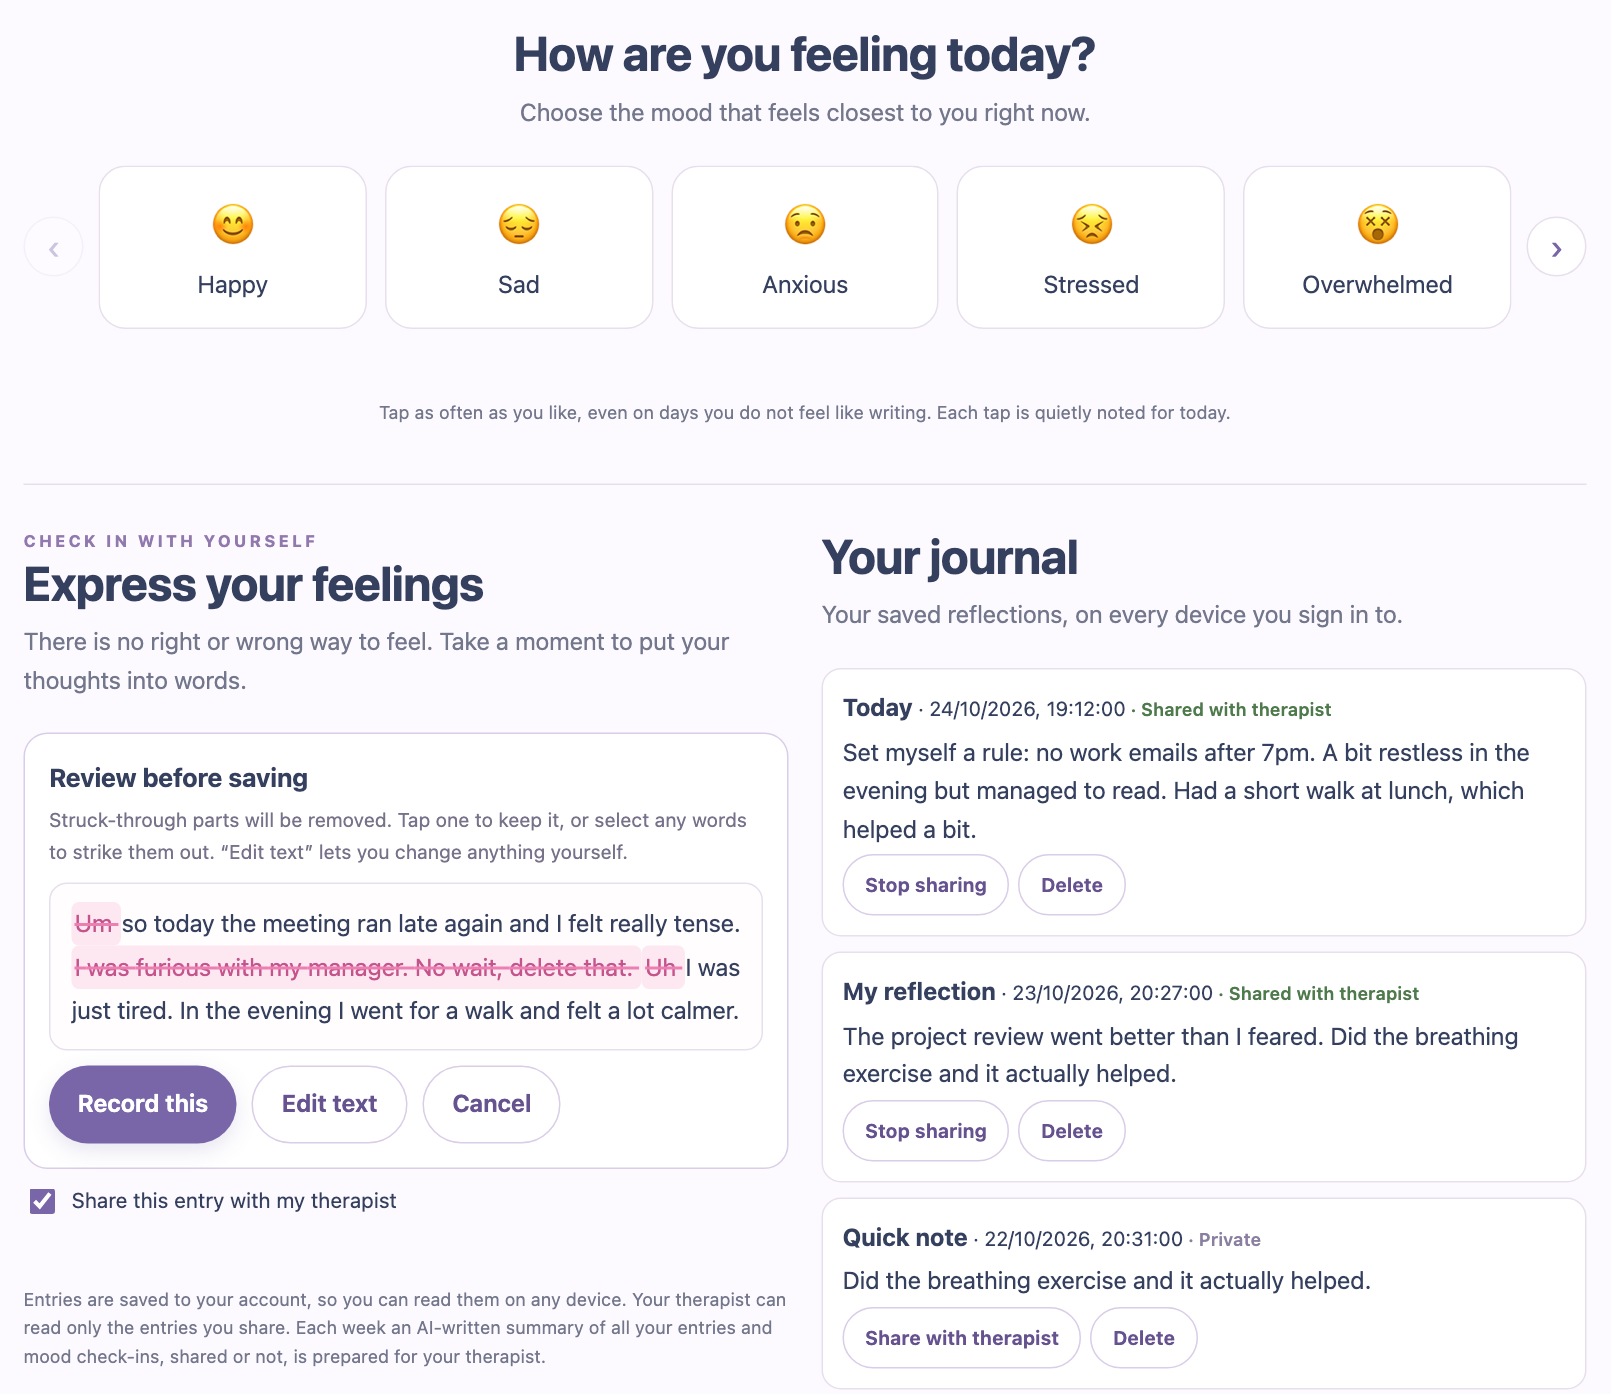 How are you feeling today?
Choose the mood that feels closest to you right now.
‹
Happy
Sad
Anxious
Stressed
Overwhelmed
›
Tap as often as you like, even on days you do not feel like writing. Each tap is quietly noted for today.
CHECK IN WITH YOURSELF
Express your feelings
There is no right or wrong way to feel. Take a moment to put your
thoughts into words.
Review before saving
Struck-through parts will be removed. Tap one to keep it, or select any words
to strike them out. “Edit text” lets you change anything yourself.
Um so today the meeting ran late again and I felt really tense.
I was furious with my manager. No wait, delete that. Uh I was
just tired. In the evening I went for a walk and felt a lot calmer.
Record this
Edit text
Cancel
Share this entry with my therapist
Entries are saved to your account, so you can read them on any device. Your therapist can
read only the entries you share. Each week an AI-written summary of all your entries and
mood check-ins, shared or not, is prepared for your therapist.
Your journal
Your saved reflections, on every device you sign in to.
Today · 24/10/2026, 19:12:00 · Shared with therapist
Set myself a rule: no work emails after 7pm. A bit restless in the
evening but managed to read. Had a short walk at lunch, which
helped a bit.
Stop sharing
Delete
My reflection · 23/10/2026, 20:27:00 · Shared with therapist
The project review went better than I feared. Did the breathing
exercise and it actually helped.
Stop sharing
Delete
Quick note · 22/10/2026, 20:31:00 · Private
Did the breathing exercise and it actually helped.
Share with therapist
Delete